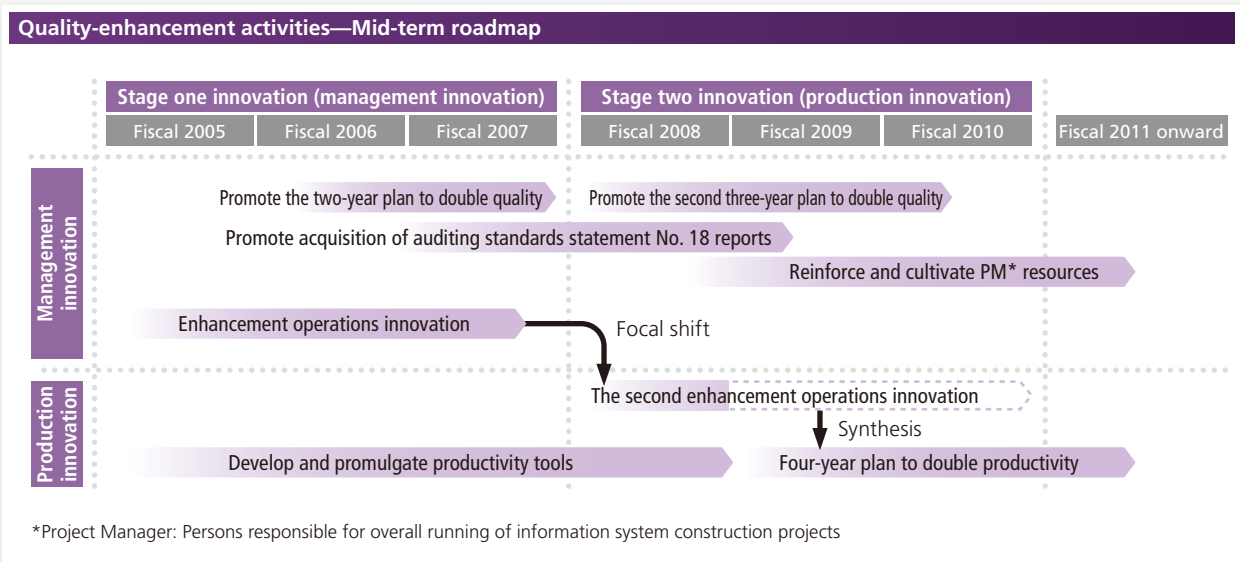 Quality-enhancement activities—Mid-term roadmap
Stage one innovation (management innovation)
Stage two innovation (production innovation)
Fiscal 2005
Fiscal 2006
Fiscal 2007
Fiscal 2008
Fiscal 2009
Fiscal 2010
Fiscal 2011 onward
Management
innovation
Promote the two-year plan to double quality
Promote the second three-year plan to double quality
Promote acquisition of auditing standards statement No. 18 reports
Reinforce and cultivate PM* resources
Enhancement operations innovation
Focal shift
Production
innovation
The second enhancement operations innovation
Synthesis
Develop and promulgate productivity tools
Four-year plan to double productivity
*Project Manager: Persons responsible for overall running of information system construction projects